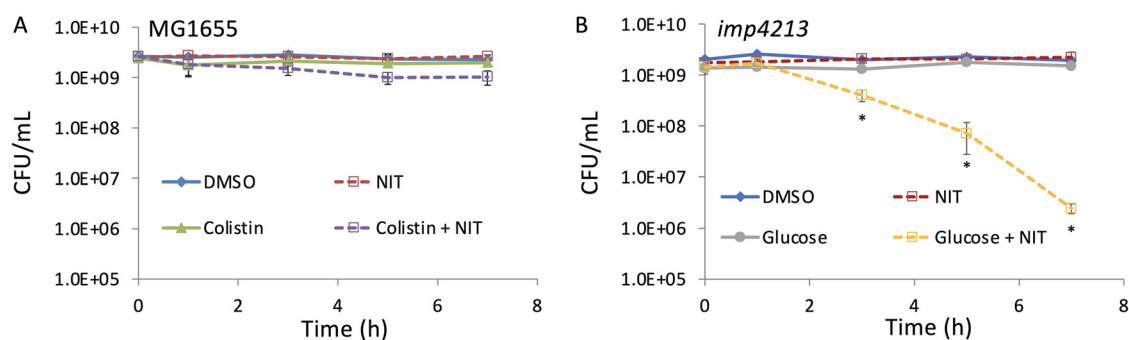 A
MG1655
1.0E+10
1.0E+09
1.0E+08
1.0E+07
1.0E+06
1.0E+05
CFU/mL
DMSO
NIT
Colistin
Colistin + NIT
0
2
4
6
8
Time (h)
B
imp4213
1.0E+10
1.0E+09
1.0E+08
1.0E+07
1.0E+06
1.0E+05
CFU/mL
*
*
*
DMSO
NIT
Glucose
Glucose + NIT
0
2
4
6
8
Time (h)